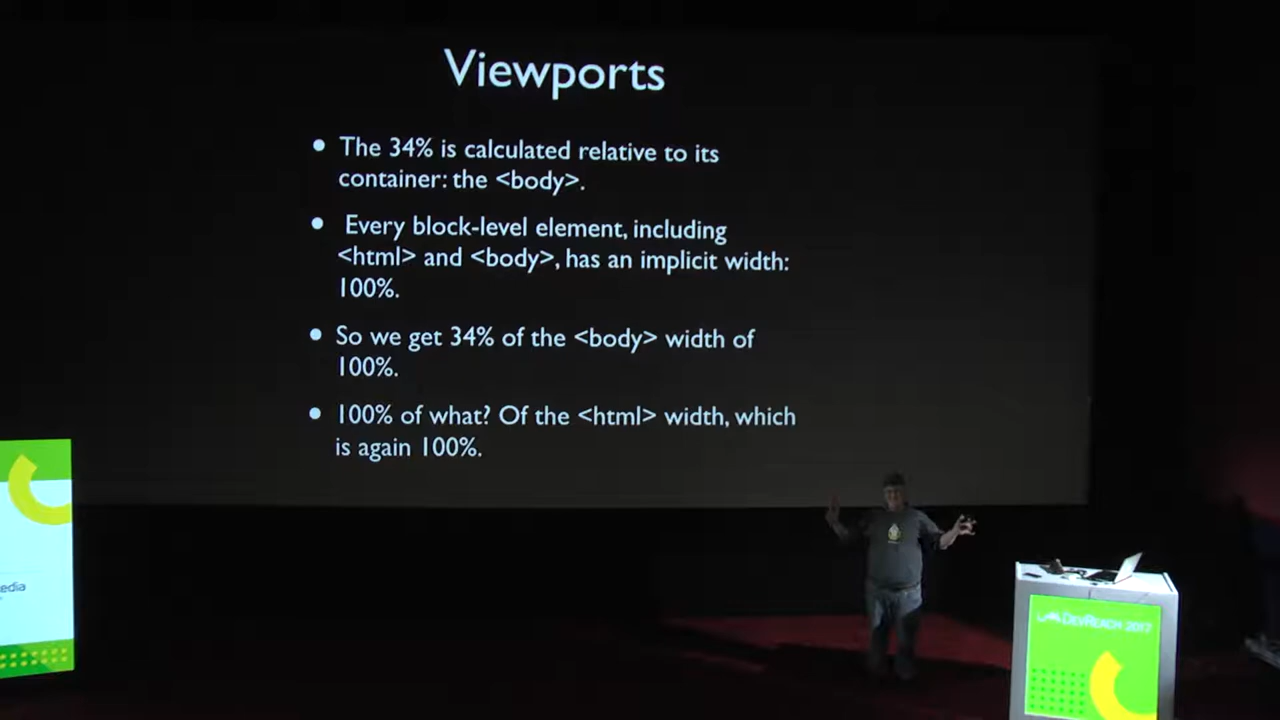 Viewports
• The 34% is calculated relative to its
container: the <body>.
• Every block-level element, including
<html> and <body>, has an implicit width:
100%.
• So we get 34% of the <body> width of
100%.
• 100% of what? Of the <html> width, which
is again 100%.
DEVREACH 2017